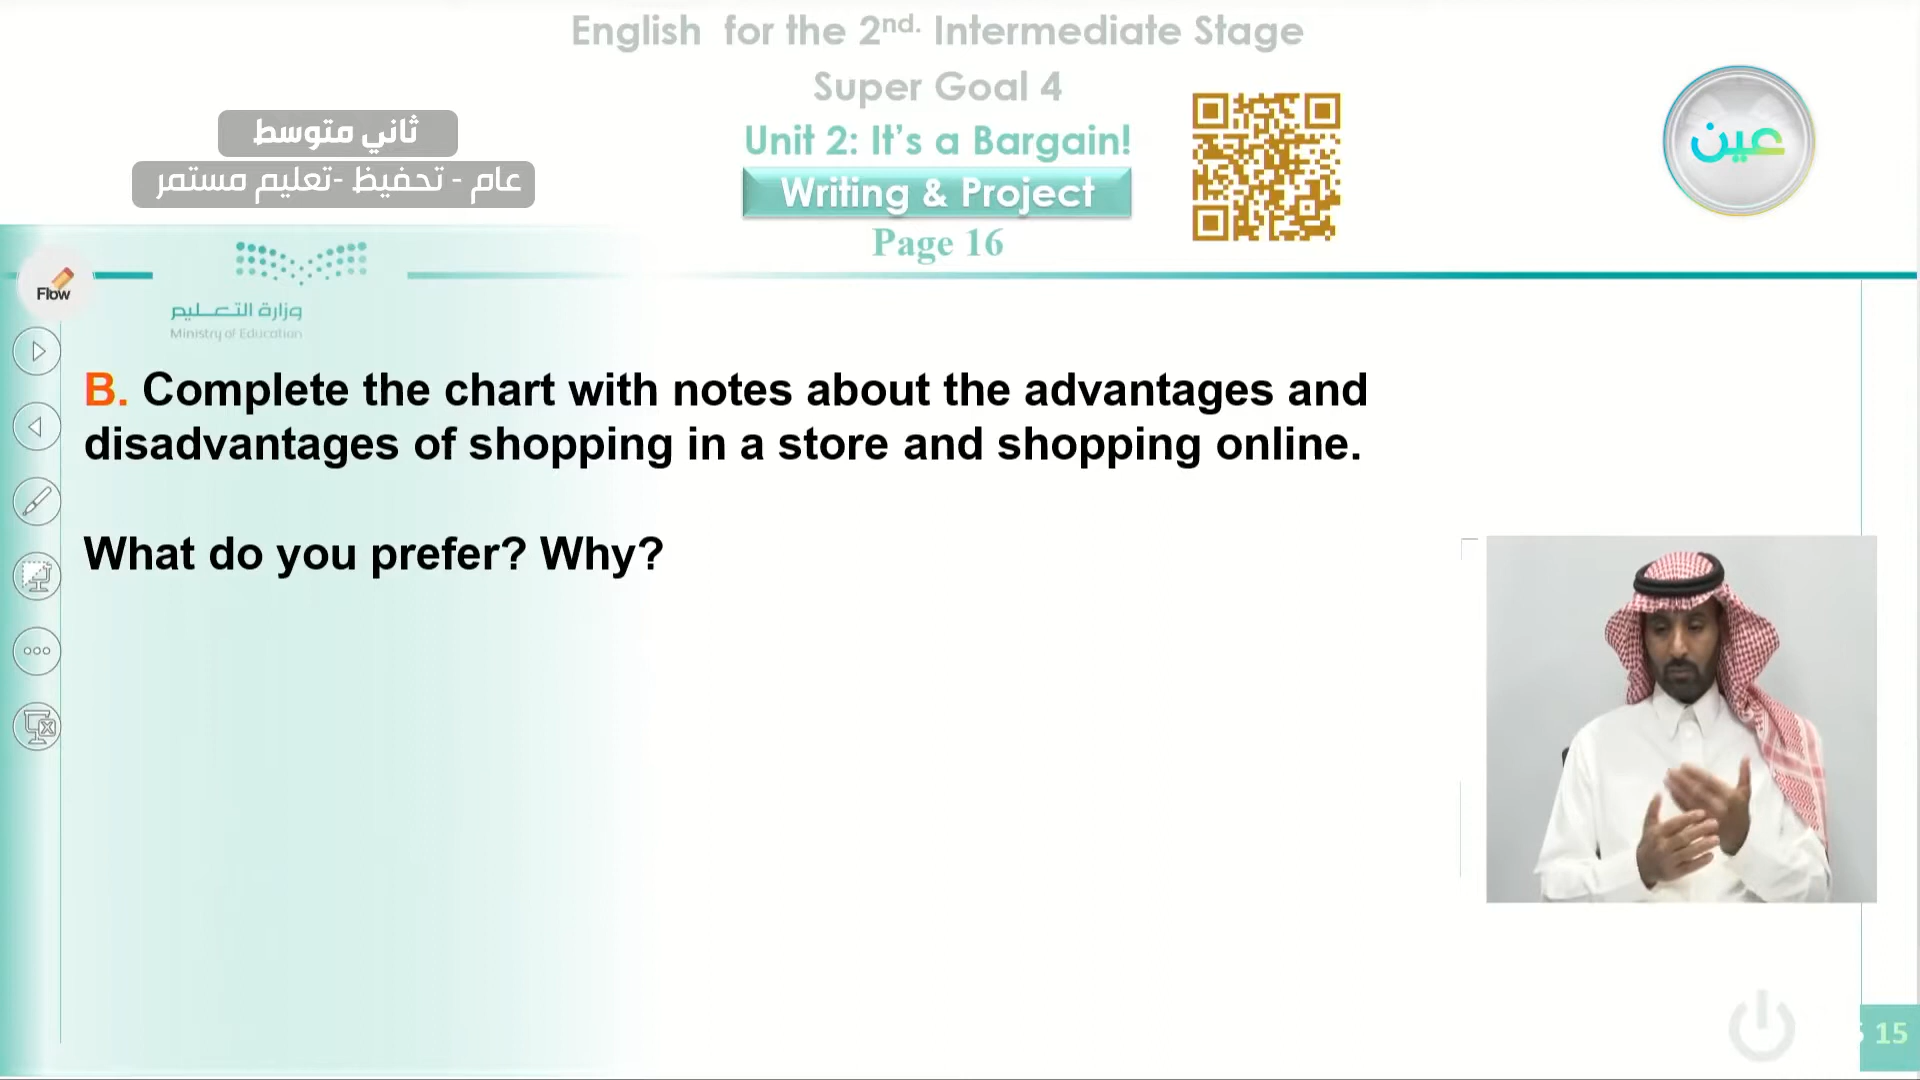 English for the 2nd. Intermediate Stage
Super Goal 4
Unit 2: It's a Bargain!
Writing & Project
Page 16
ثاني متوسط
عام - تحفيظ -تعليم مستمر
عين
Flow
وزارة التعليم
Ministry of Education
B. Complete the chart with notes about the advantages and
disadvantages of shopping in a store and shopping online.
What do you prefer? Why?
15